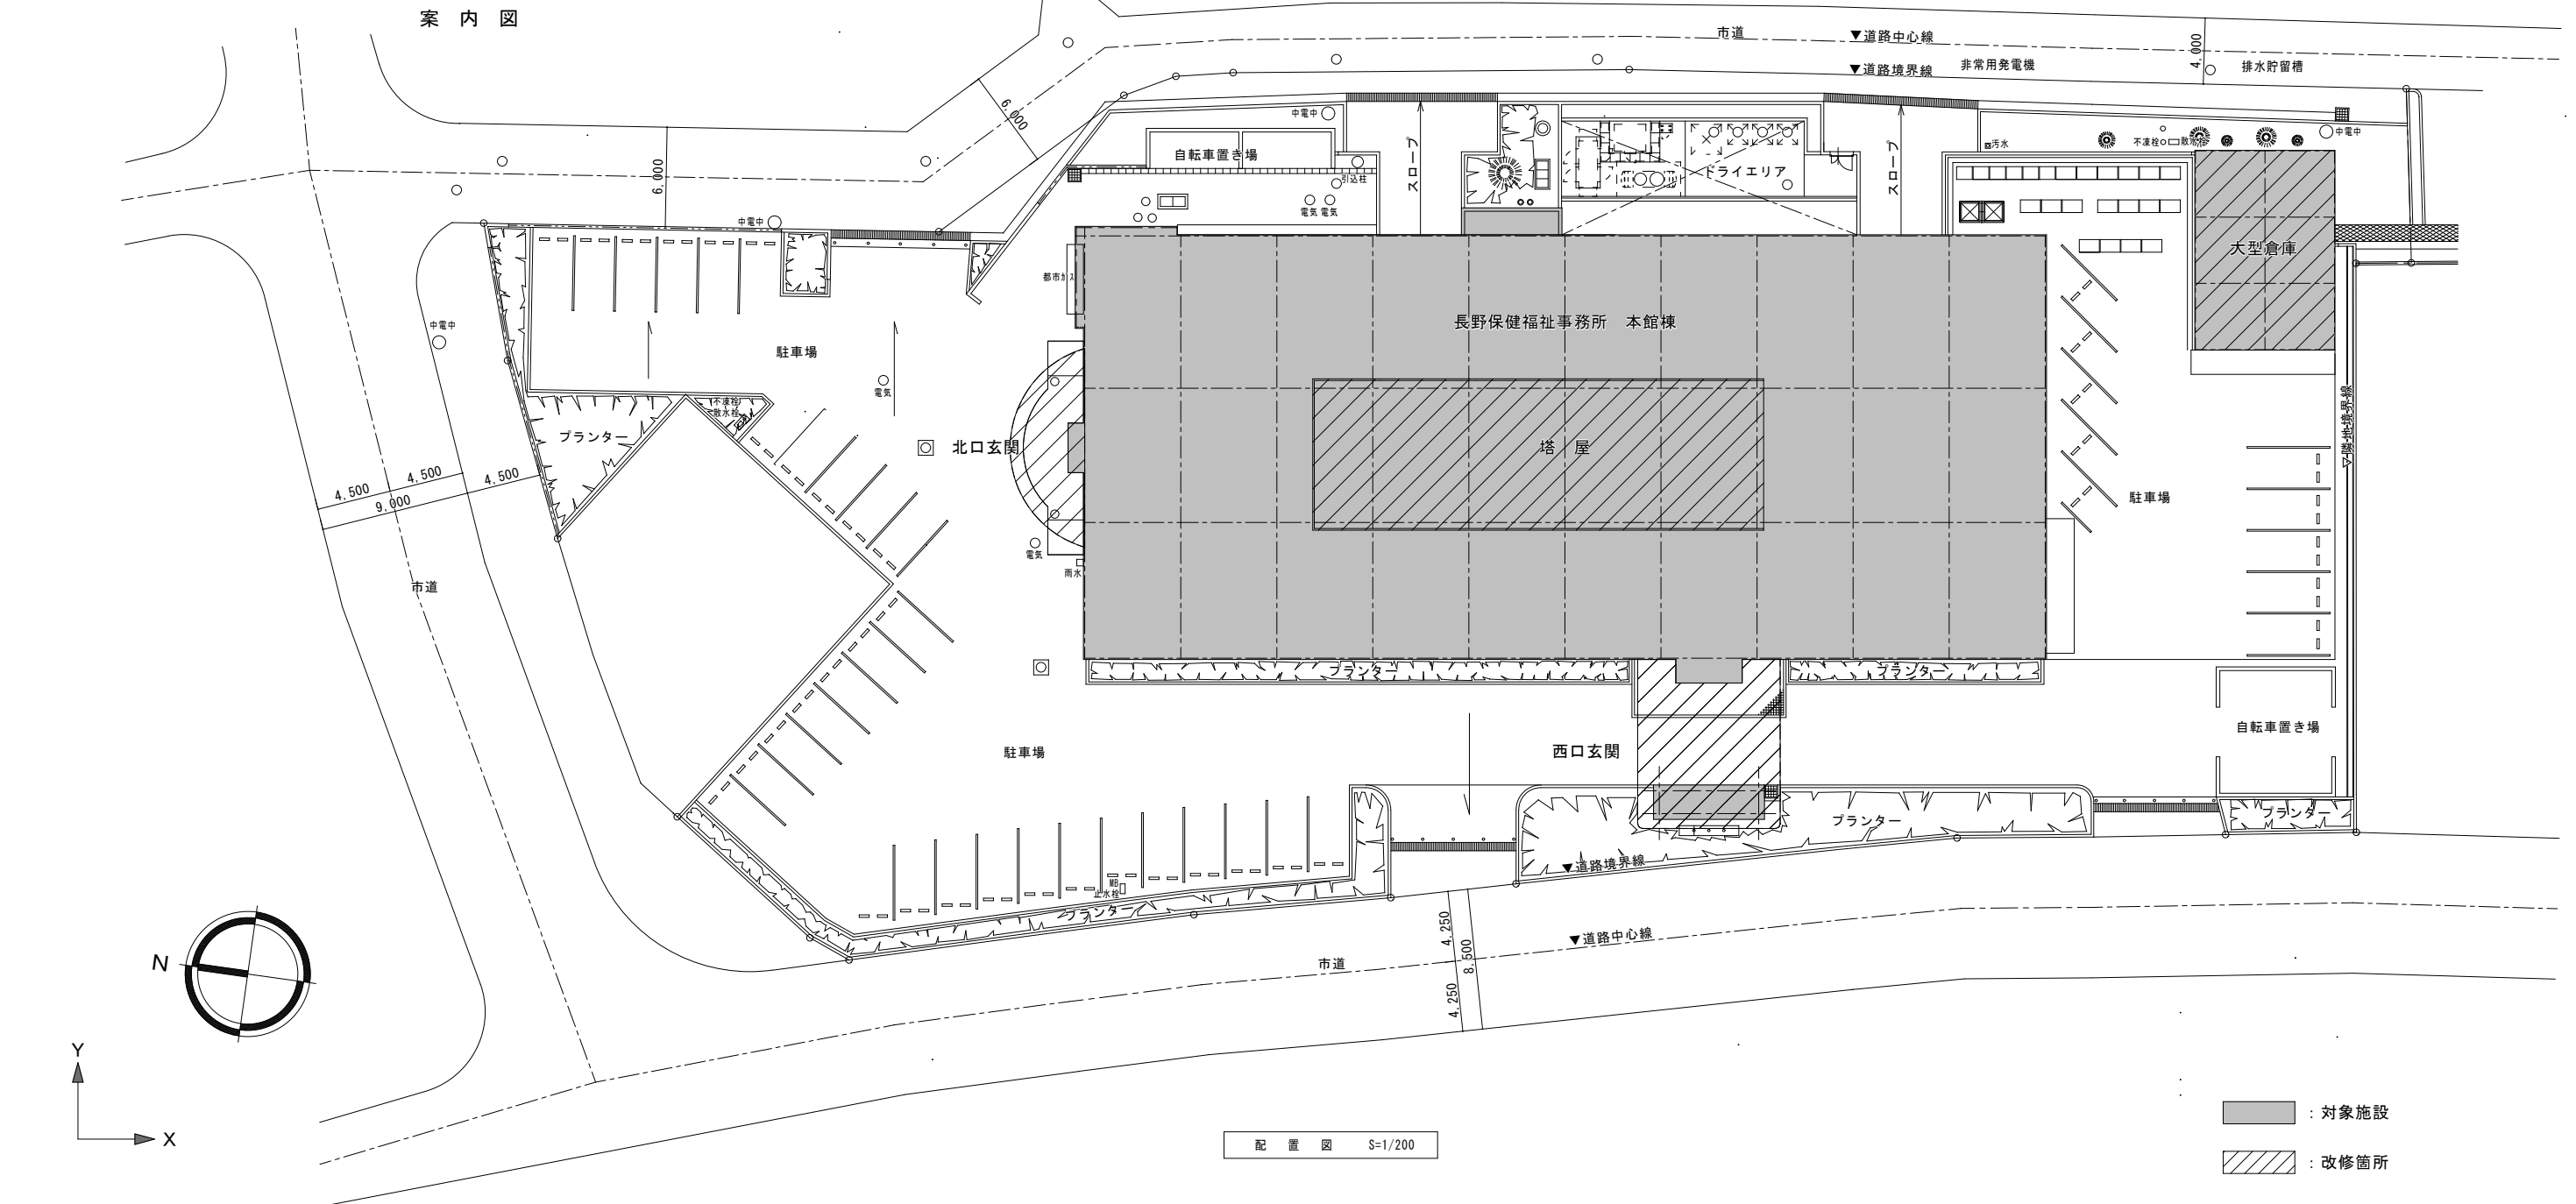 案 内 図
市道
▼道路中心線
4.000
▼道路境界線
非常用発電機
排水貯留槽
6.000
中電中
自転車置き場
スロープ
スロープ
汚水
不凍栓
散水栓
中電中
6.000
引込柱
ドライエリア
電気 電気
中電中
大型倉庫
都市ガス
中電中
長野保健福祉事務所 本館棟
駐車場
電気
不凍栓
散水栓
プランター
北口玄関
塔 屋
▽隣地境界線
駐車場
4.500
4.500
4.500
9.000
電気
雨水
市道
プランター
プランター
自転車置き場
駐車場
西口玄関
プランター
プランター
▼道路境界線
MB
止水栓
プランター
4.250
8.500
▼道路中心線
市道
4.250
N
Y
X
配 置 図 S=1/200
：対象施設
：改修箇所